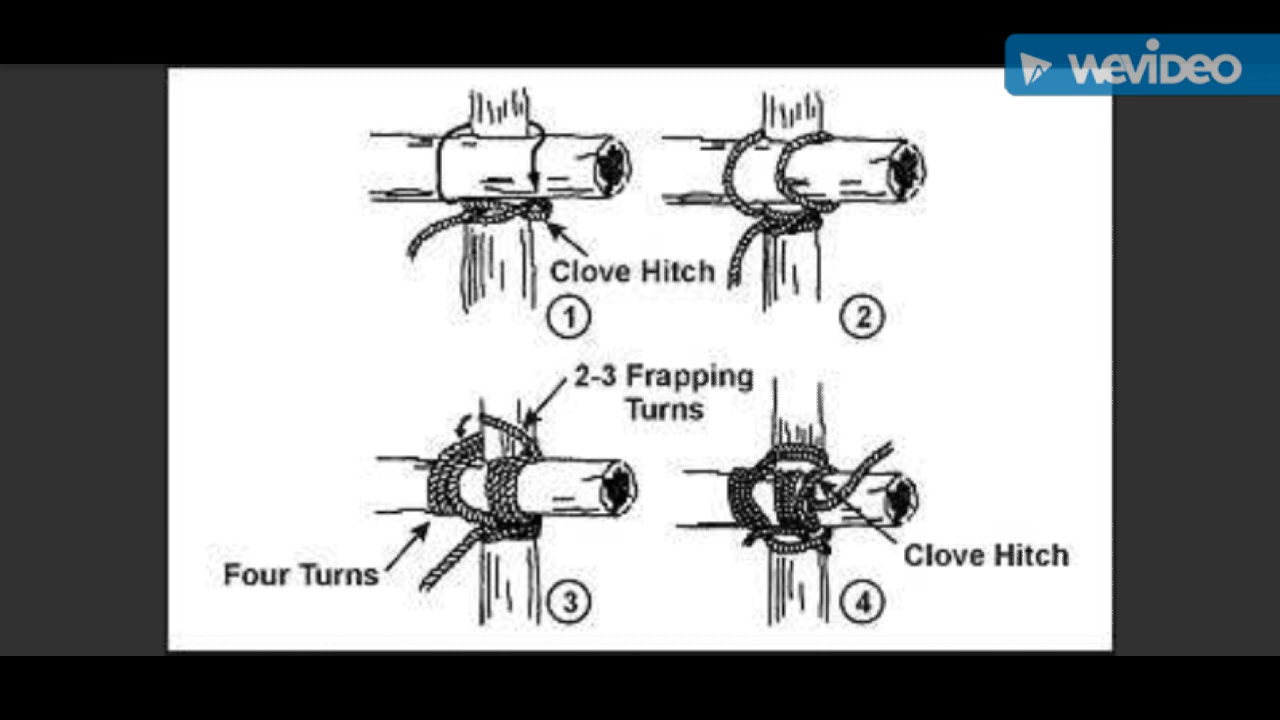 WEVIDEO
Clove Hitch
1
2
2-3 Frapping
Turns
Four Turns
3
Clove Hitch
4